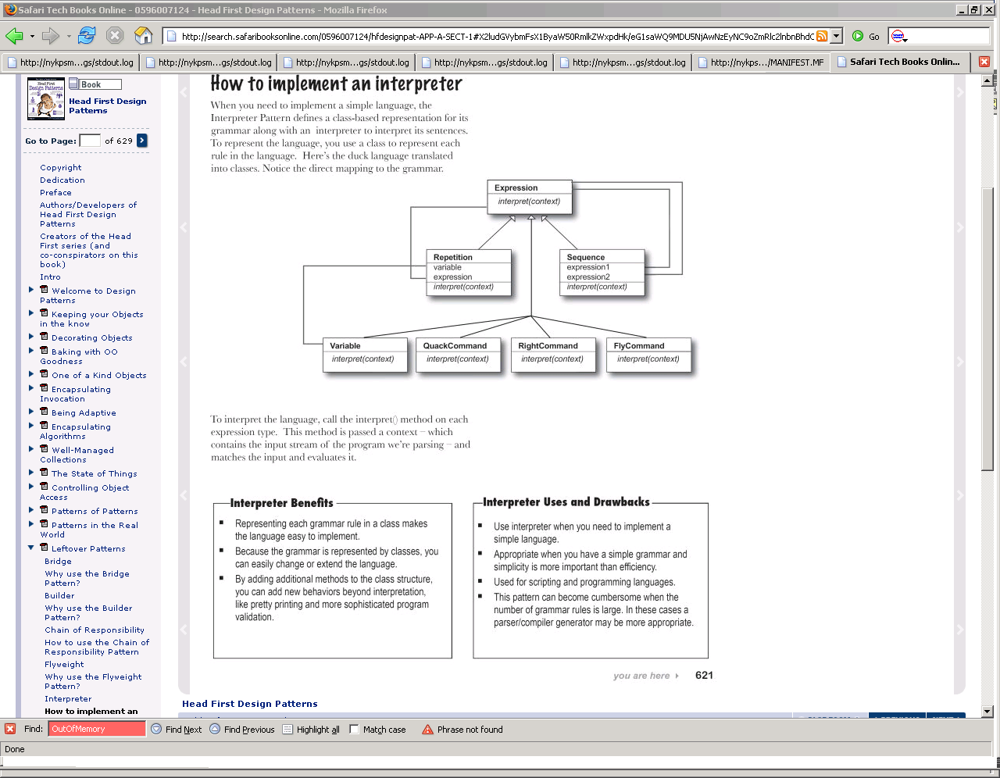 Safari Tech Books Online - 0596007124 - Head First Design Patterns - Mozilla Firefox
http://search.safaribooksonline.com/0596007124/hfdesignpat-APP-A-SECT-1#X2ludGVybmFsX1ByaW50RmlkZWxpdHk/eG1saWQ9MDU5NjAwNzEyNC9oZmRlc2lnbnBhdC
Go
http://nykpsm...gs/stdout.log
http://nykpsm...gs/stdout.log
http://nykpsm...gs/stdout.log
http://nykpsm...gs/stdout.log
http://nykpsm...gs/stdout.log
http://nykps.../MANIFEST.MF
Safari Tech Books Onlin...
Book
Head First Design
Patterns
Go to Page:
of 629
Copyright
Dedication
Preface
Authors/Developers of
Head First Design
Patterns
Creators of the Head
First series (and
co-conspirators on this
book)
Intro
Welcome to Design
Patterns
Keeping your Objects
in the know
Decorating Objects
Baking with OO
Goodness
One of a Kind Objects
Encapsulating
Invocation
Being Adaptive
Encapsulating
Algorithms
Well-Managed
Collections
The State of Things
Controlling Object
Access
Patterns of Patterns
Patterns in the Real
World
Leftover Patterns
Bridge
Why use the Bridge
Pattern?
Builder
Why use the Builder
Pattern?
Chain of Responsibility
How to use the Chain of
Responsibility Pattern
Flyweight
Why use the Flyweight
Pattern?
Interpreter
How to implement an
How to implement an interpreter
When you need to implement a simple language, the
Interpreter Pattern defines a class-based representation for its
grammar along with an interpreter to interpret its sentences.
To represent the language, you use a class to represent each
rule in the language. Here's the duck language translated
into classes. Notice the direct mapping to the grammar.
Expression
interpret(context)
Repetition
variable
expression
interpret(context)
Sequence
expression1
expression2
interpret(context)
Variable
interpret(context)
QuackCommand
interpret(context)
RightCommand
interpret(context)
FlyCommand
interpret(context)
To interpret the language, call the interpret() method on each
expression type. This method is passed a context – which
contains the input stream of the program we're parsing – and
matches the input and evaluates it.
Interpreter Benefits
Representing each grammar rule in a class makes
the language easy to implement.
Because the grammar is represented by classes, you
can easily change or extend the language.
By adding additional methods to the class structure,
you can add new behaviors beyond interpretation,
like pretty printing and more sophisticated program
validation.
Interpreter Uses and Drawbacks
Use interpreter when you need to implement a
simple language.
Appropriate when you have a simple grammar and
simplicity is more important than efficiency.
Used for scripting and programming languages.
This pattern can become cumbersome when the
number of grammar rules is large. In these cases a
parser/compiler generator may be more appropriate.
you are here
621
Head First Design Patterns
Find:
OutOfMemory
Find Next
Find Previous
Highlight all
Match case
Phrase not found
Done